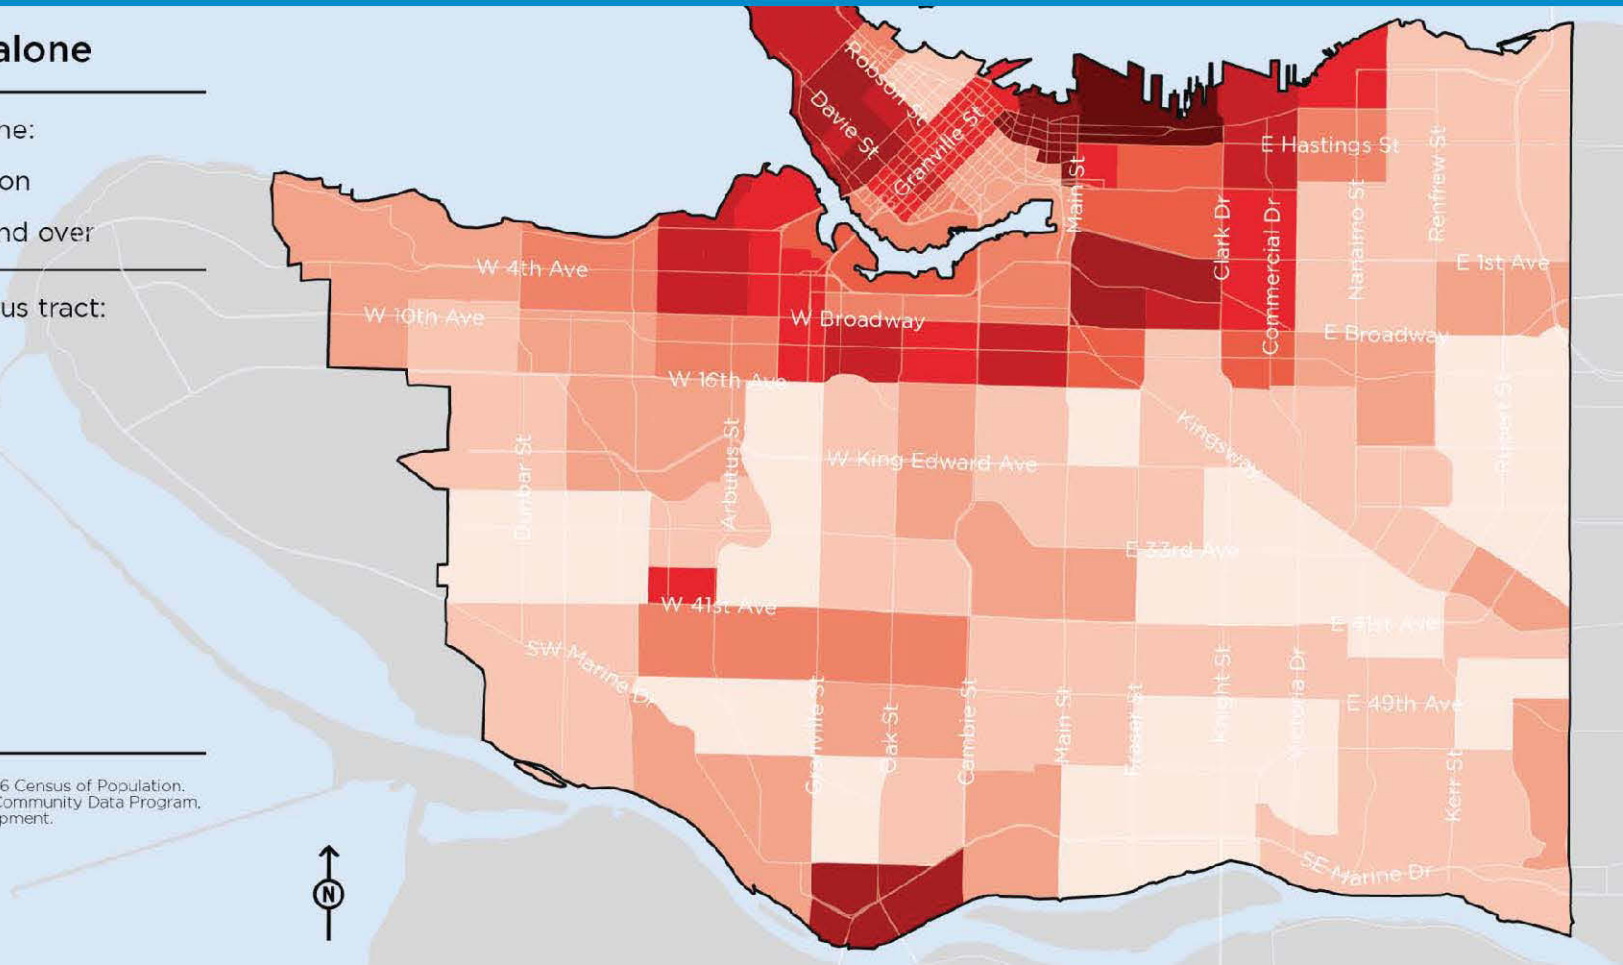 alone
ne:
on
nd over
us tract:
6 Census of Population.
Community Data Program,
pment.
N
Robson St
Davie St
Granville St
Main St
E Hastings St
Renfrew St
Nanaimo St
Clark Dr
Commercial Dr
E 1st Ave
W 4th Ave
W 10th Ave
W Broadway
E Broadway
W 16th Ave
Rupert St
Kingsway
Arbutus St
Dunbar St
W King Edward Ave
E 33rd Ave
W 41st Ave
E 41st Ave
SW Marine Dr
Granville St
Oak St
Cambie St
Main St
Fraser St
Knight St
Victoria Dr
E 49th Ave
Kerr St
SE Marine Dr